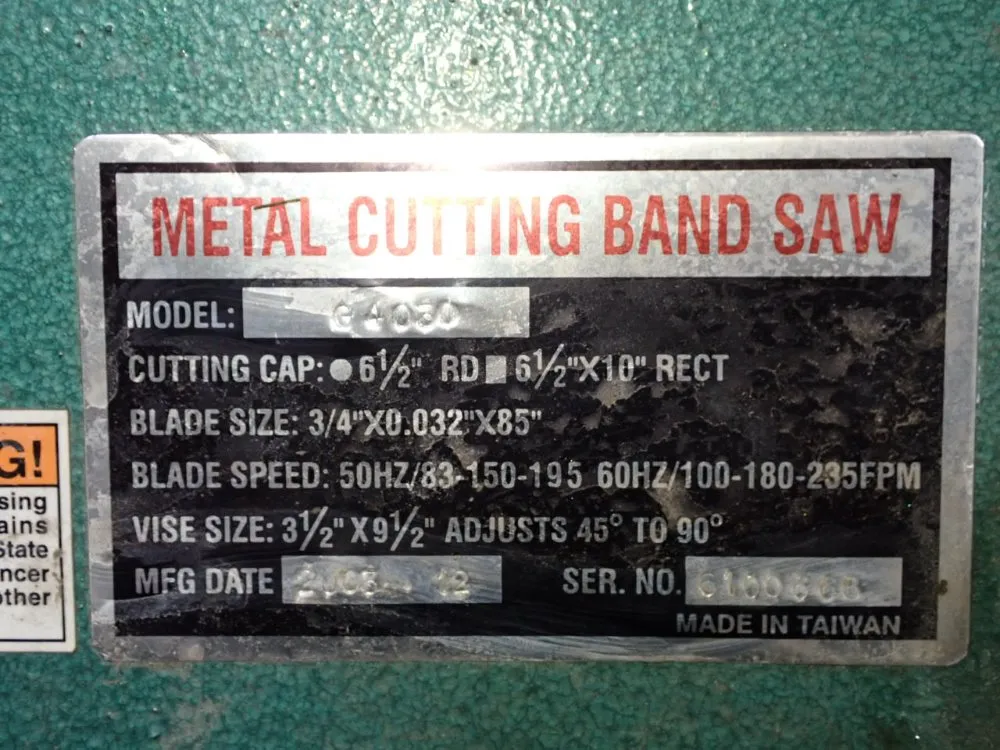 METAL CUTTING BAND SAW
MODEL: G4030
CUTTING CAP: ● 6½" RD ■ 6½"X10" RECT
BLADE SIZE: 3/4"X0.032"X85"
BLADE SPEED: 50HZ/83-150-195 60HZ/100-180-235FPM
VISE SIZE: 3½" X9½" ADJUSTS 45° TO 90°
MFG DATE
SER. NO.
MADE IN TAIWAN
G!
sing
ains
State
ncer
other